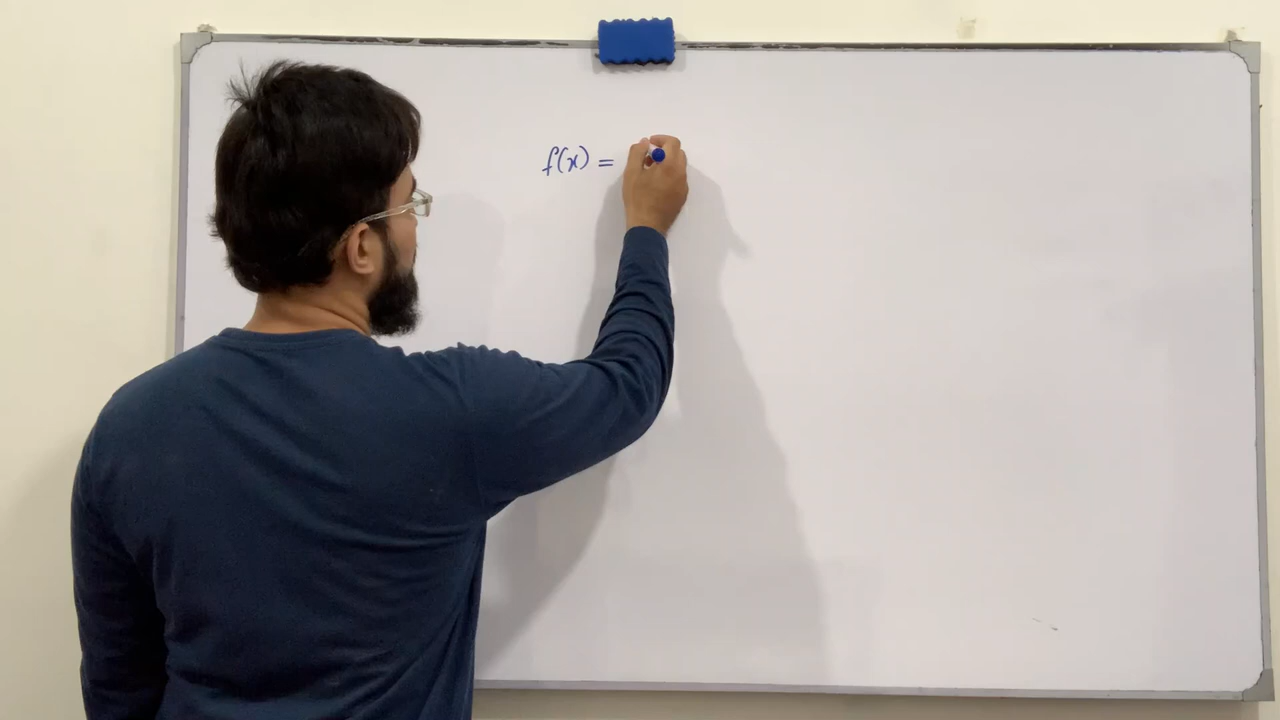 f(x) =